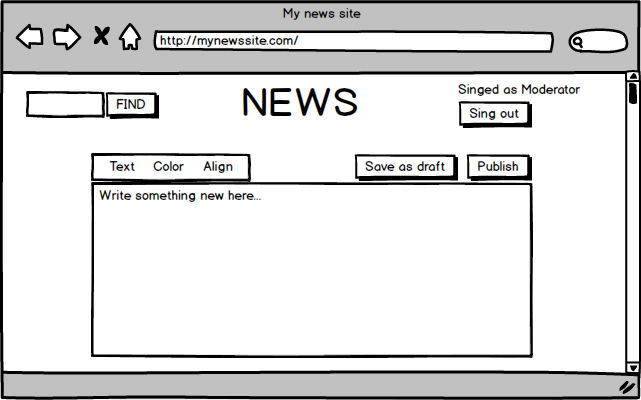 My news site
http://mynewssite.com/
Singed as Moderator
FIND
NEWS
Sing out
Text Color Align
Save as draft
Publish
Write something new here...